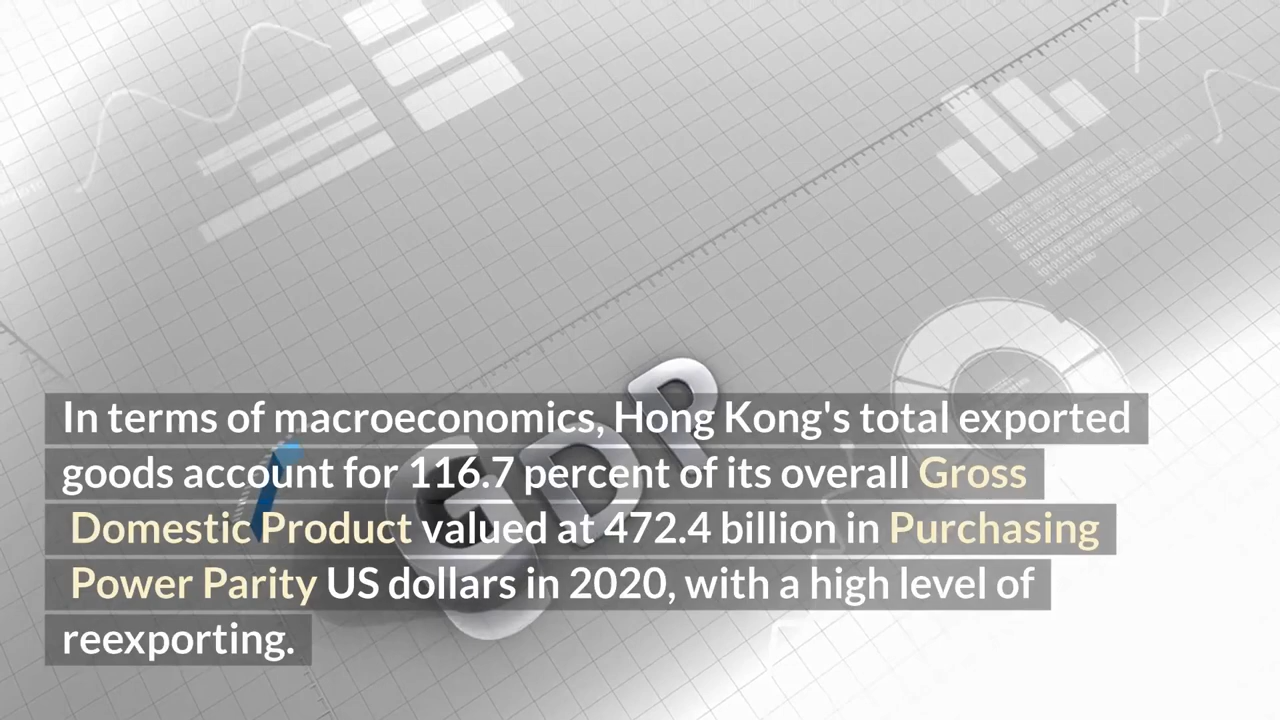 In terms of macroeconomics, Hong Kong's total exported
goods account for 116.7 percent of its overall Gross
Domestic Product valued at 472.4 billion in Purchasing
Power Parity US dollars in 2020, with a high level of
reexporting.
GDP